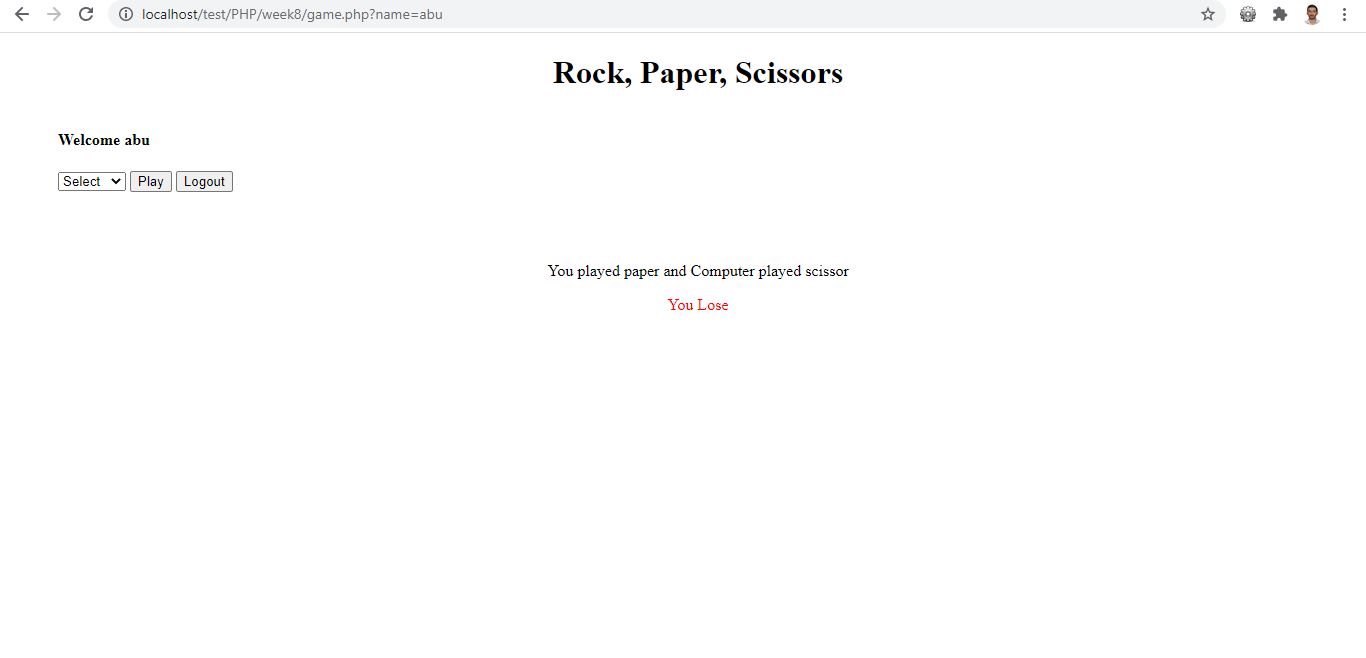 localhost/test/PHP/week8/game.php?name=abu
Rock, Paper, Scissors
Welcome abu
Select Play Logout
You played paper and Computer played scissor
You Lose